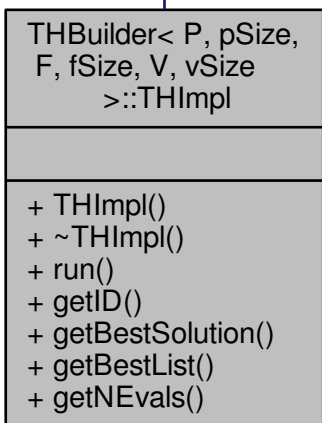 THBuilder< P, pSize,
F, fSize, V, vSize
>::THImpl
+ THImpl()
+ ~THImpl()
+ run()
+ getID()
+ getBestSolution()
+ getBestList()
+ getNEvals()